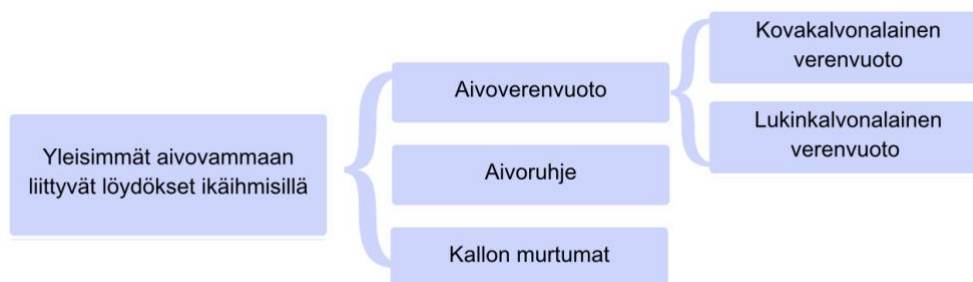 Yleisimmät aivovammaan
liittyvät löydökset ikäihmisillä
Aivoverenvuoto
Aivoruhje
Kallon murtumat
Kovakalvonalainen
verenvuoto
Lukinkalvonalainen
verenvuoto